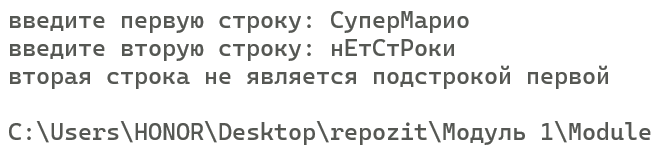 введите первую строку: СуперМарио
введите вторую строку: нЕтСтРоки
вторая строка не является подстрокой первой
C:\Users\HONOR\Desktop\repozit\Модуль 1\Module